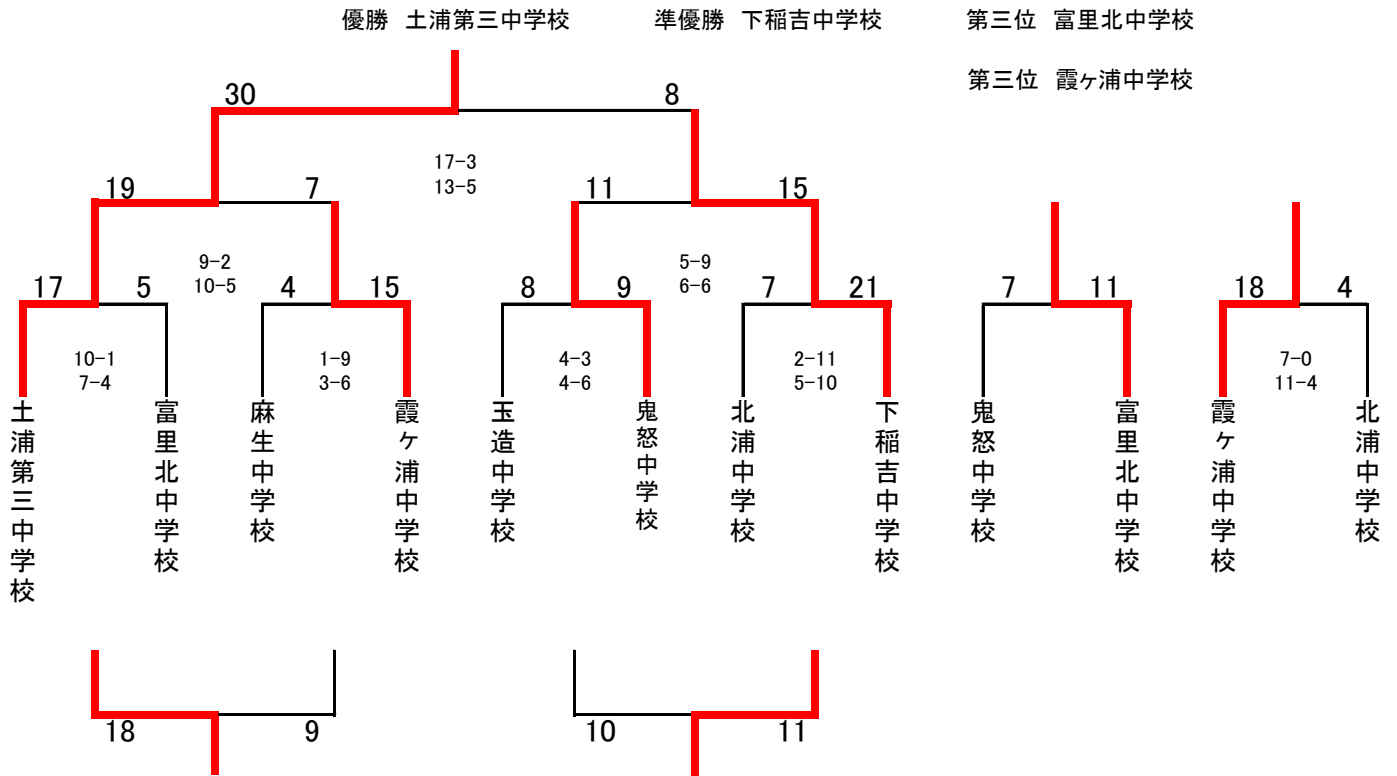 優勝 土浦第三中学校 準優勝 下稲吉中学校 第三位 富里北中学校
第三位 霞ヶ浦中学校
30 8
17-3
13-5
19 7 11 15
9-2 5-9
10-5 6-6
17 5 4 15 8 9 7 21 7 11 18 4
10-1 1-9 4-3 2-11 7-0
7-4 3-6 4-6 5-10 11-4
土浦第三中学校
富里北中学校
麻生中学校
霞ヶ浦中学校
玉造中学校
鬼怒中学校
北浦中学校
下稲吉中学校
鬼怒中学校
富里北中学校
霞ヶ浦中学校
北浦中学校
18 9 10 11